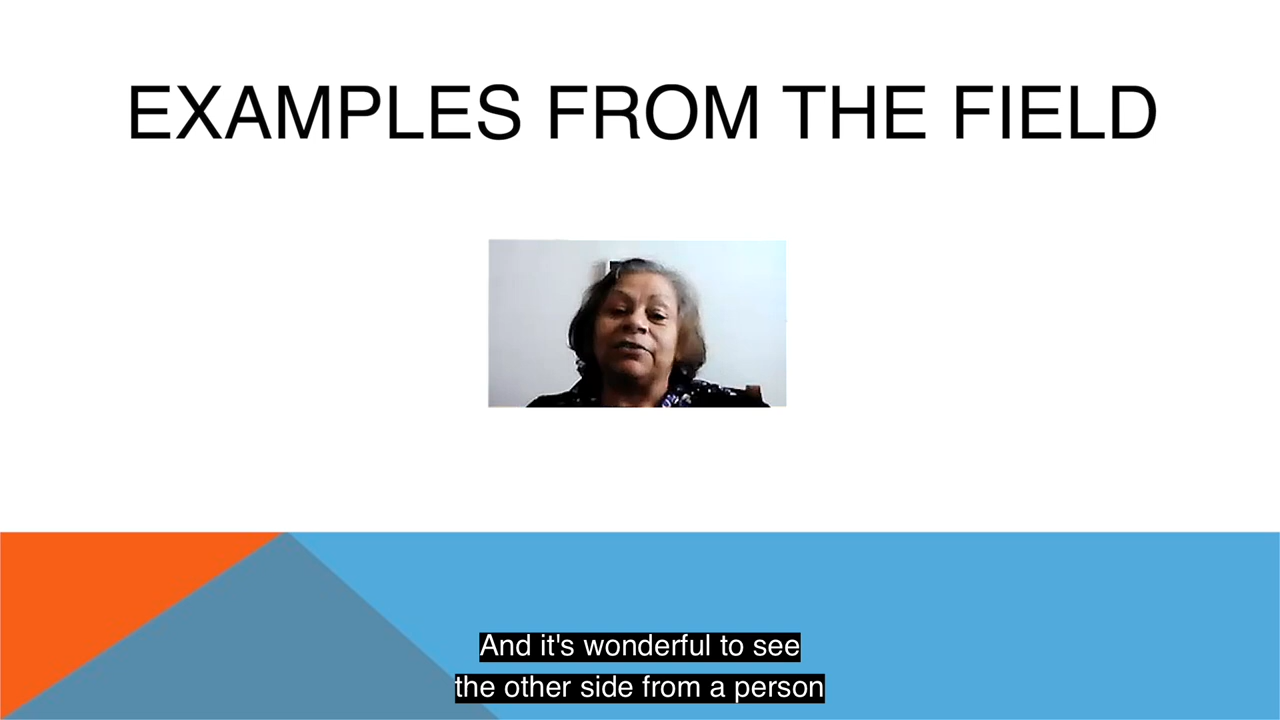 EXAMPLES FROM THE FIELD
And it's wonderful to see
the other side from a person